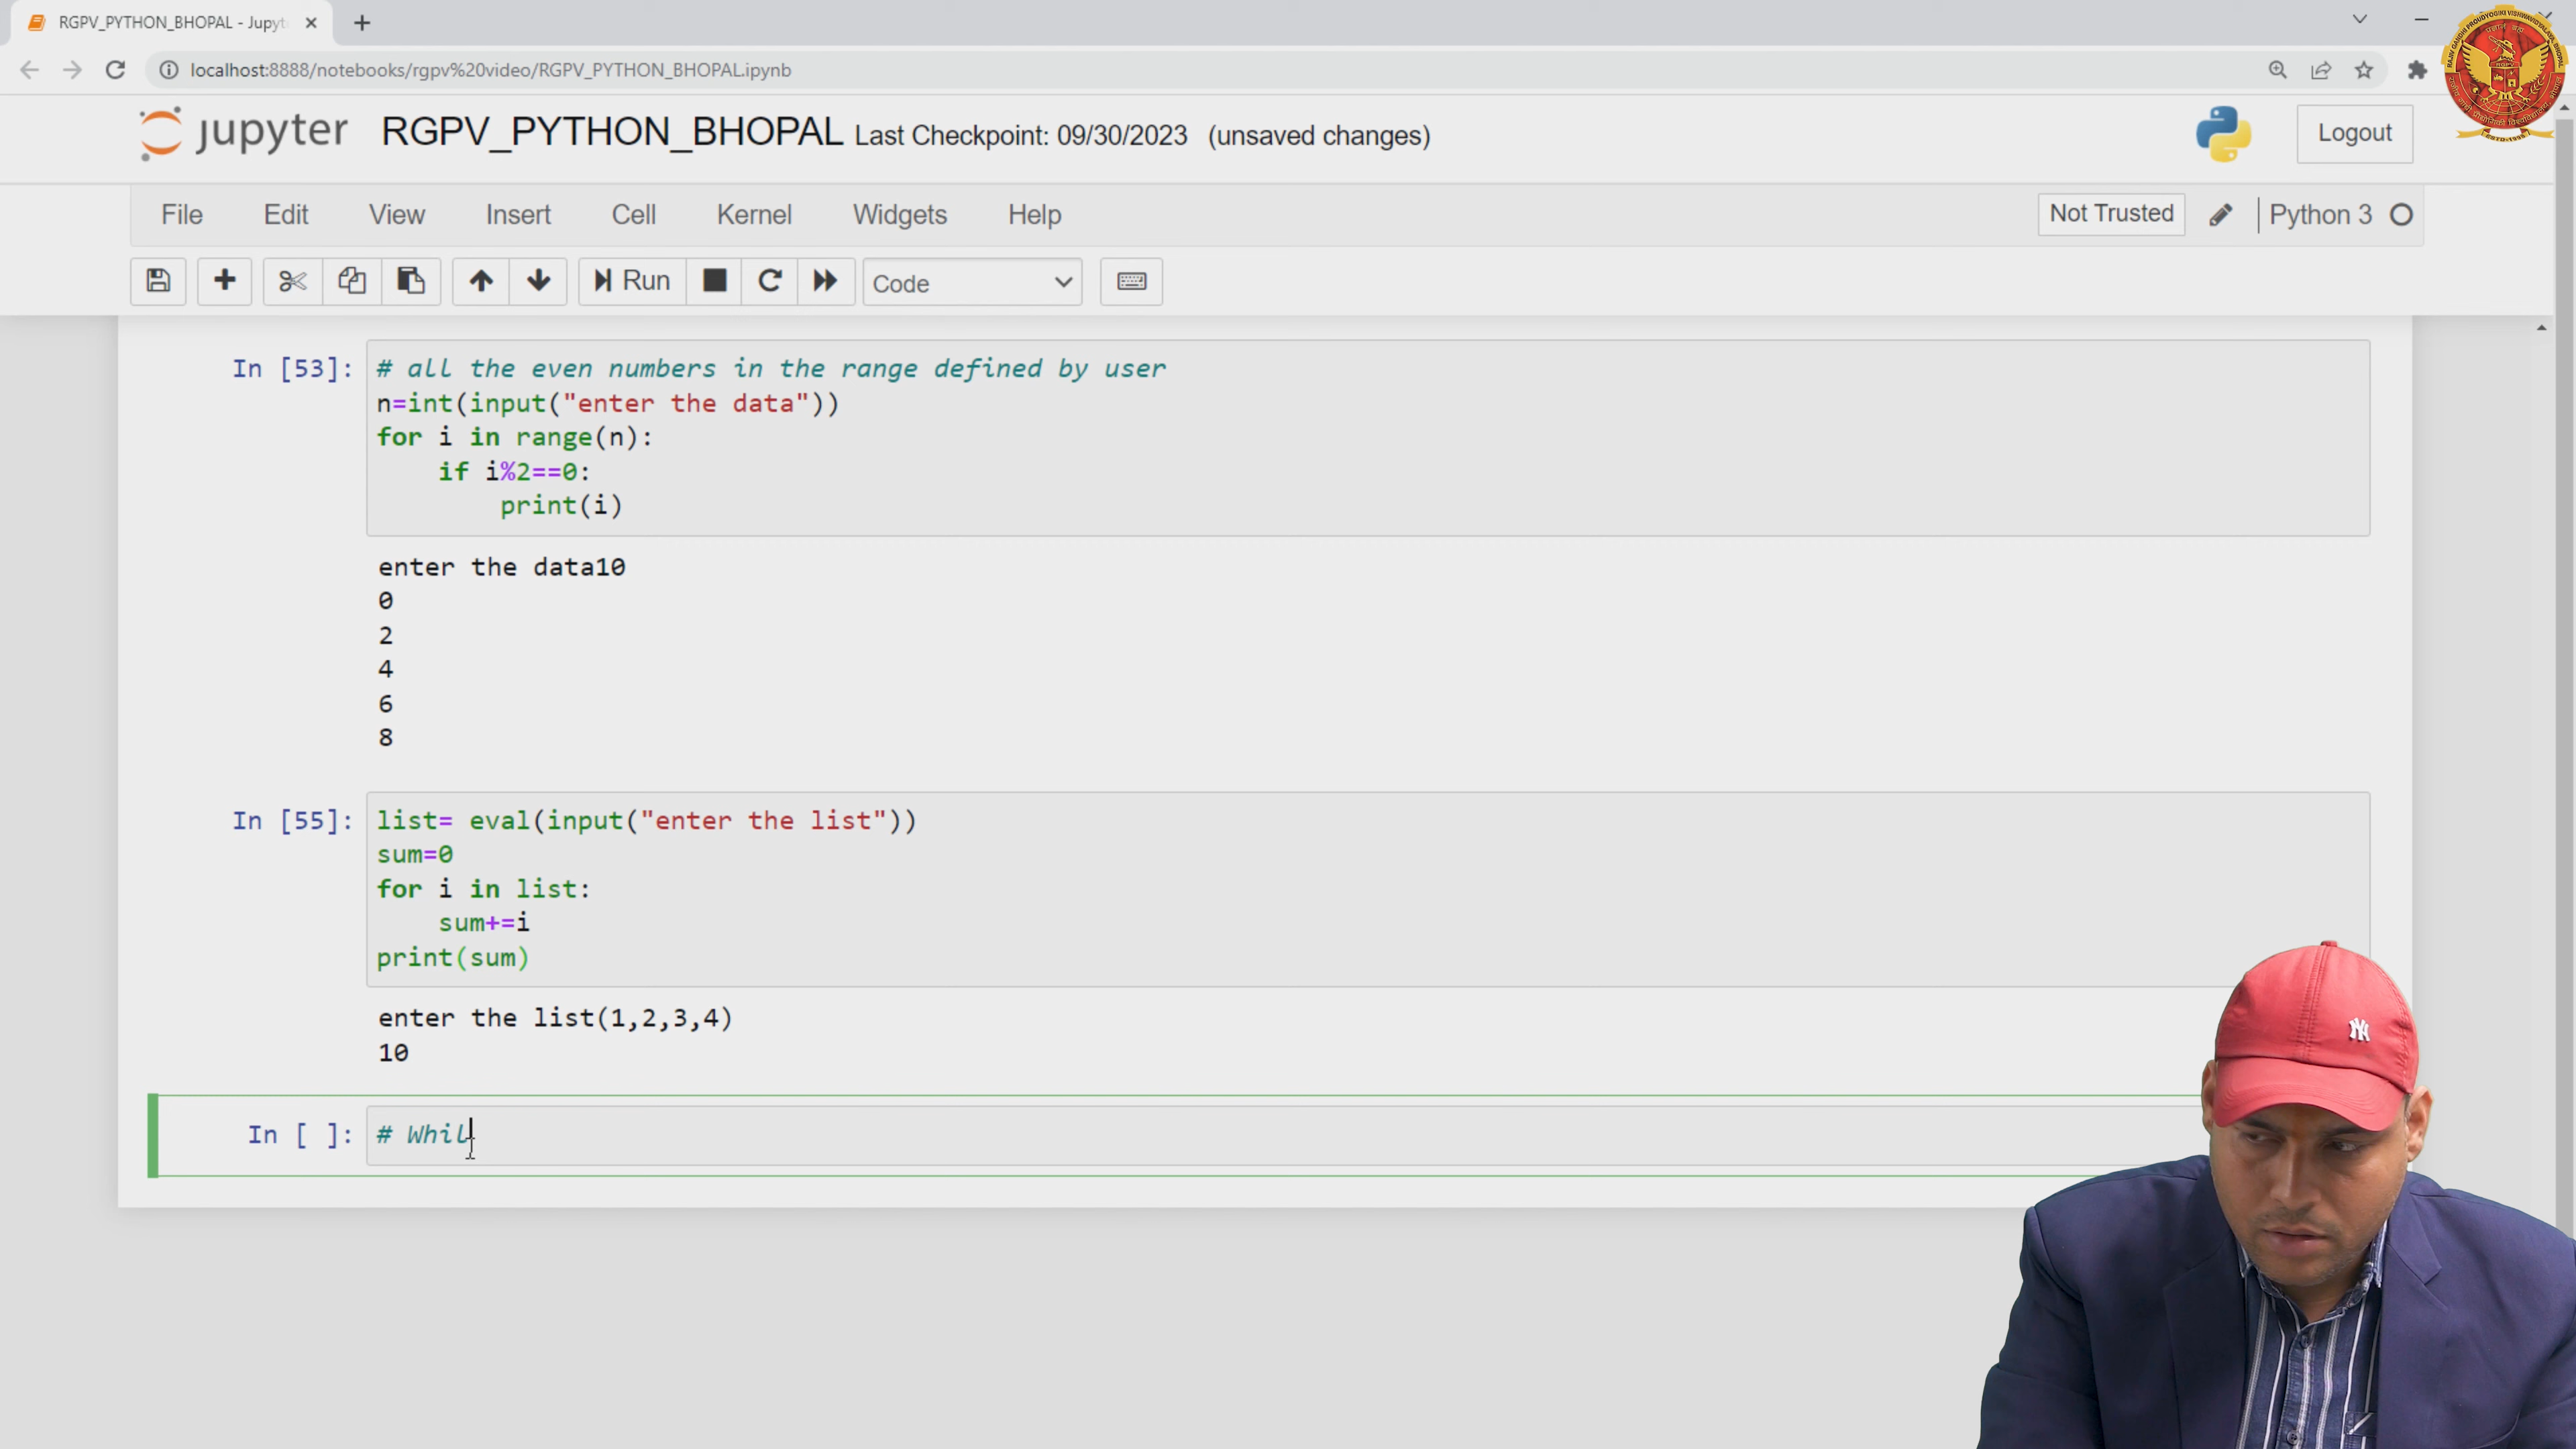 RGPV_PYTHON_BHOPAL - Jupyt
localhost:8888/notebooks/rgpv%20video/RGPV_PYTHON_BHOPAL.ipynb
jupyter RGPV_PYTHON_BHOPAL Last Checkpoint: 09/30/2023 (unsaved changes)
Logout
File Edit View Insert Cell Kernel Widgets Help
Not Trusted Python 3
Run Code
In [53]: # all the even numbers in the range defined by user
n=int(input("enter the data"))
for i in range(n):
if i%2==0:
print(i)
enter the data10
0
2
4
6
8
In [55]: list= eval(input("enter the list"))
sum=0
for i in list:
sum+=i
print(sum)
enter the list(1,2,3,4)
10
In [ ]: # Whil